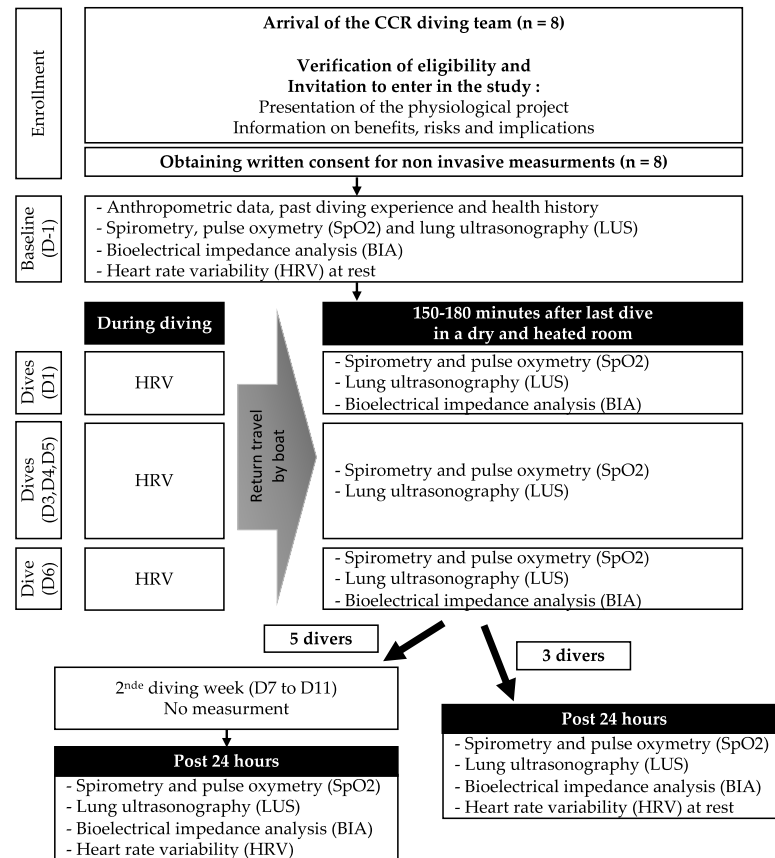 Enrollment
Arrival of the CCR diving team (n = 8)
Verification of eligibility and
Invitation to enter in the study :
Presentation of the physiological project
Information on benefits, risks and implications
Obtaining written consent for non invasive measurments (n = 8)
Baseline
(D-1)
- Anthropometric data, past diving experience and health history
- Spirometry, pulse oxymetry (SpO2) and lung ultrasonography (LUS)
- Bioelectrical impedance analysis (BIA)
- Heart rate variability (HRV) at rest
During diving
150-180 minutes after last dive
in a dry and heated room
Dives
(D1)
HRV
- Spirometry and pulse oxymetry (SpO2)
- Lung ultrasonography (LUS)
- Bioelectrical impedance analysis (BIA)
Return travel
by boat
Dives
(D3,D4,D5)
HRV
- Spirometry and pulse oxymetry (SpO2)
- Lung ultrasonography (LUS)
Dive
(D6)
HRV
- Spirometry and pulse oxymetry (SpO2)
- Lung ultrasonography (LUS)
- Bioelectrical impedance analysis (BIA)
5 divers
3 divers
2nde diving week (D7 to D11)
No measurment
Post 24 hours
- Spirometry and pulse oxymetry (SpO2)
- Lung ultrasonography (LUS)
- Bioelectrical impedance analysis (BIA)
- Heart rate variability (HRV)
Post 24 hours
- Spirometry and pulse oxymetry (SpO2)
- Lung ultrasonography (LUS)
- Bioelectrical impedance analysis (BIA)
- Heart rate variability (HRV) at rest